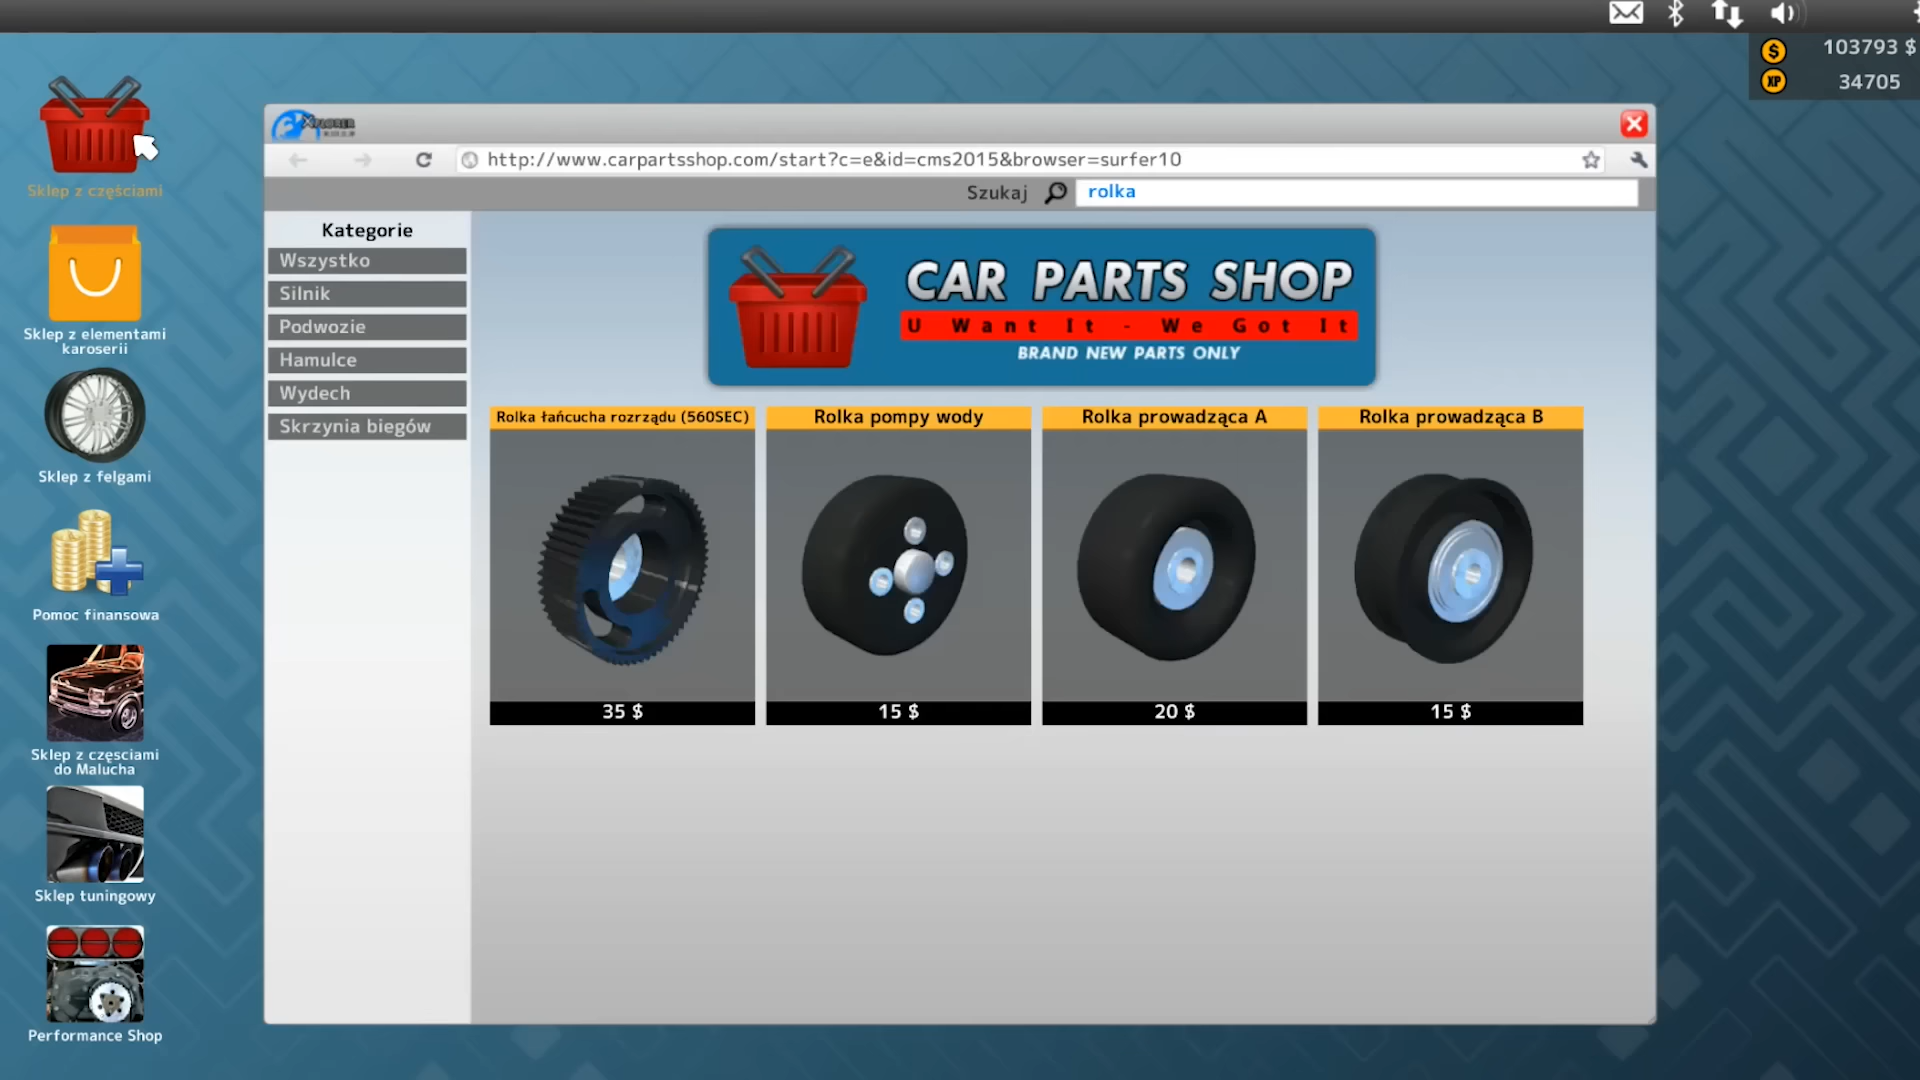 103793 $
XP
34705
Sklep z częściami
Sklep z elementami
karoserii
Sklep z felgami
Pomoc finansowa
Sklep z częsciami
do Malucha
Sklep tuningowy
Performance Shop
XPLORER
http://www.carpartsshop.com/start?c=e&id=cms2015&browser=surfer10
Szukaj
rolka
Kategorie
Wszystko
Silnik
Podwozie
Hamulce
Wydech
Skrzynia biegów
CAR PARTS SHOP
U Want It - We Got It
BRAND NEW PARTS ONLY
Rolka łańcucha rozrządu (560SEC)
35 $
Rolka pompy wody
15 $
Rolka prowadząca A
20 $
Rolka prowadząca B
15 $